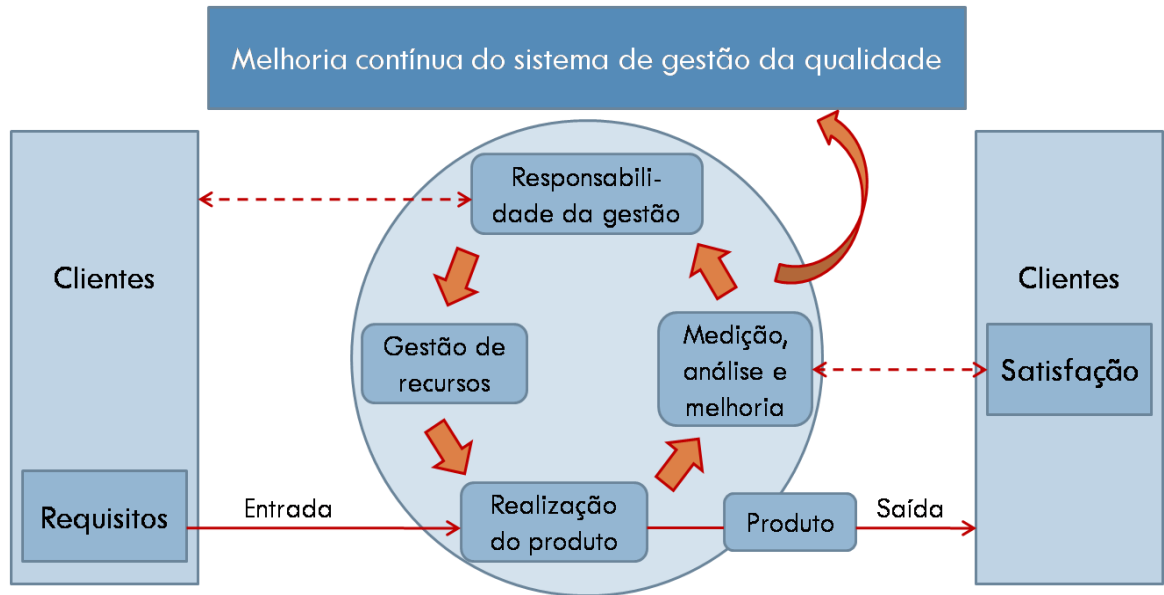 Melhoria contínua do sistema de gestão da qualidade
Clientes
Requisitos
Entrada
Responsabili-
dade da gestão
Gestão de
recursos
Medição,
análise e
melhoria
Realização
do produto
Produto
Saída
Clientes
Satisfação